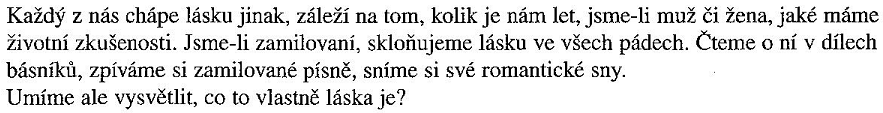 Každý z nás chápe lásku jinak, záleží na tom, kolik je nám let, jsme-li muž či žena, jaké máme
životní zkušenosti. Jsme-li zamilovaní, skloňujeme lásku ve všech pádech. Čteme o ní v dílech
básníků, zpíváme si zamilované písně, sníme si své romantické sny.
Umíme ale vysvětlit, co to vlastně láska je?